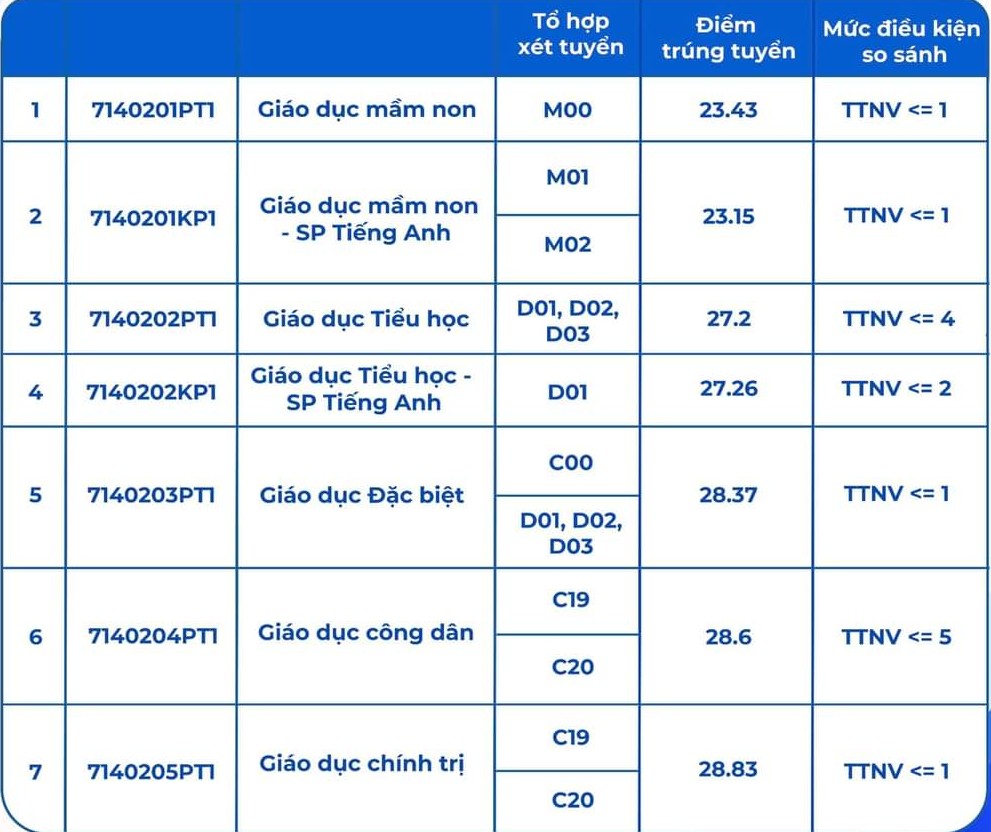 Tổ hợp
xét tuyển
Điểm
trúng tuyển
Mức điều kiện
so sánh
1
7140201PT1
Giáo dục mầm non
M00
23.43
TTNV <= 1
2
7140201KP1
Giáo dục mầm non
- SP Tiếng Anh
M01
M02
23.15
TTNV <= 1
3
7140202PT1
Giáo dục Tiểu học
D01, D02,
D03
27.2
TTNV <= 4
4
7140202KP1
Giáo dục Tiểu học -
SP Tiếng Anh
D01
27.26
TTNV <= 2
5
7140203PT1
Giáo dục Đặc biệt
C00
D01, D02,
D03
28.37
TTNV <= 1
6
7140204PT1
Giáo dục công dân
C19
C20
28.6
TTNV <= 5
7
7140205PT1
Giáo dục chính trị
C19
C20
28.83
TTNV <= 1